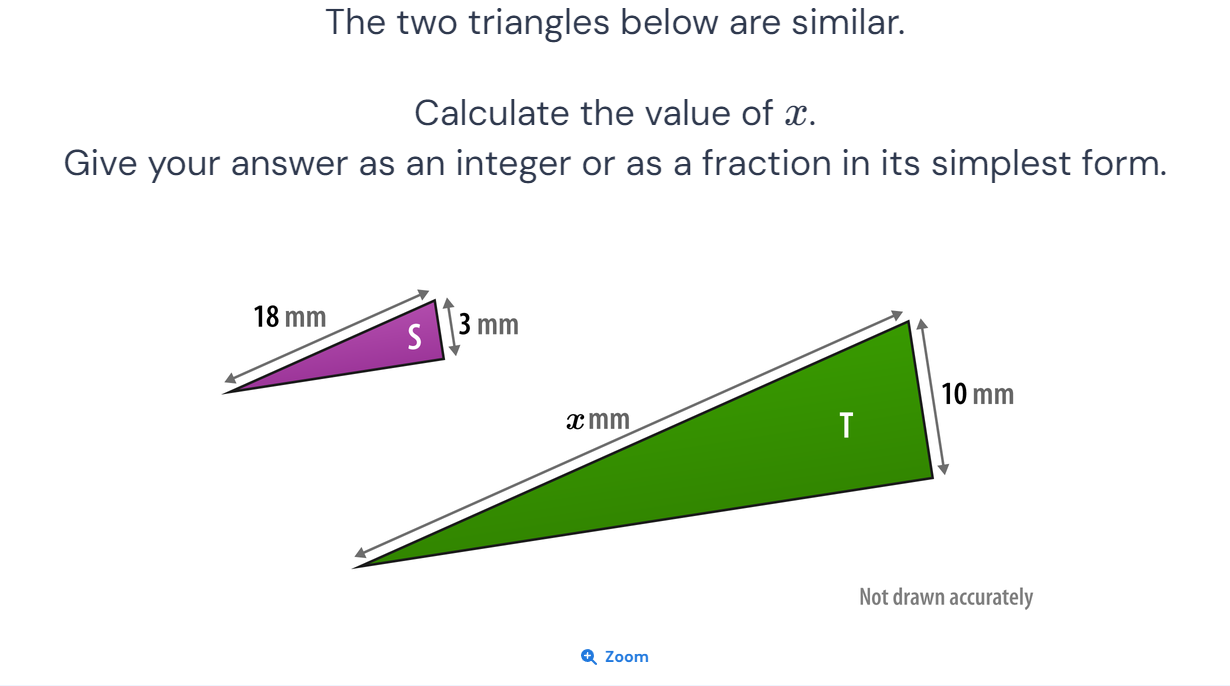 The two triangles below are similar.
Calculate the value of x.
Give your answer as an integer or as a fraction in its simplest form.
18 mm
S
3 mm
x mm
T
10 mm
Not drawn accurately
Zoom